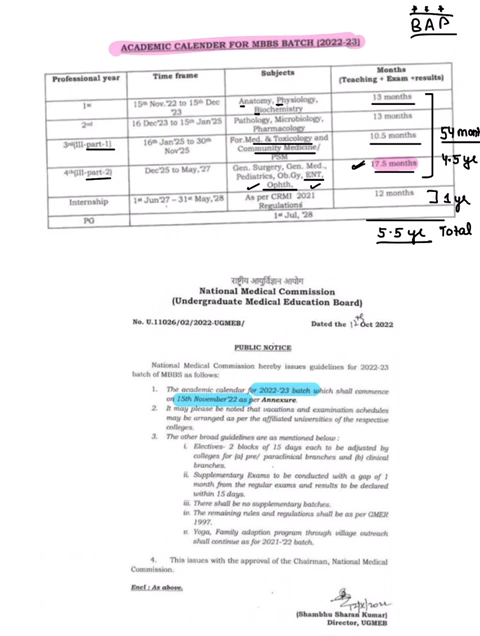 * * *
BAP
ACADEMIC CALENDER FOR MBBS BATCH (2022-23)
Professional year | Time frame | Subjects | Months (Teaching + Exam +results)
1st | 15th Nov.'22 to 15th Dec '23 | Anatomy, Physiology, Biochemistry | 13 months
2nd | 16 Dec'23 to 15th Jan'25 | Pathology, Microbiology, Pharmacology | 13 months
3rd(III-part-1) | 16th Jan'25 to 30th Nov'25 | For.Med. & Toxicology and Community Medicine/ PSM | 10.5 months
4th(III-part-2) | Dec'25 to May,'27 | Gen. Surgery, Gen. Med., Pediatrics, Ob.Gy, ENT, Ophth. | 17.5 months
54 mont
4.5 yr
Internship | 1st Jun'27 – 31st May,'28 | As per CRMI 2021 Regulations | 12 month
1 yr
PG | 1st Jul, '28
5.5 yr Total
राष्ट्रीय आयुर्विज्ञान आयोग
National Medical Commission
(Undergraduate Medical Education Board)
No. U.11026/02/2022-UGMEB/ Dated the 12th Oct 2022
PUBLIC NOTICE
National Medical Commission hereby issues guidelines for 2022-23
batch of MBBS as follows:
1. The academic calendar for 2022-'23 batch which shall commence
on 15th November'22 as per Annexure.
2. It may please be noted that vacations and examination schedules
may be arranged as per the affiliated universities of the respective
colleges.
3. The other broad guidelines are as mentioned below :
i. Electives- 2 blocks of 15 days each to be adjusted by
colleges for (a) pre/ paraclinical branches and (b) clinical
branches.
ii. Supplementary Exams to be conducted with a gap of 1
month from the regular exams and results to be declared
within 15 days.
iii. There shall be no supplementary batches.
iv. The remaining rules and regulations shall be as per GMER
1997.
v. Yoga, Family adoption program through village outreach
shall continue as for 2021-'22 batch.
4. This issues with the approval of the Chairman, National Medical
Commission.
Encl : As above.
(Shambhu Sharan Kumar)
Director, UGMEB